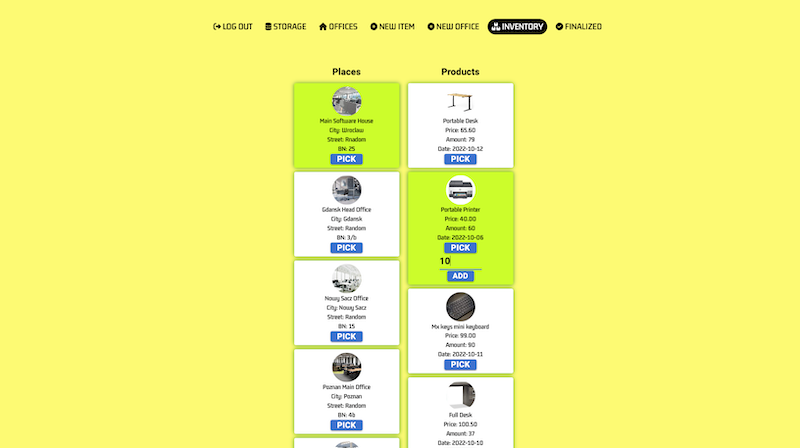 LOG OUT STORAGE OFFICES NEW ITEM NEW OFFICE INVENTORY FINALIZED
Places
Main Software House
City: Wroclaw
Street: Rnadom
BN: 25
PICK
Gdansk Head Office
City: Gdansk
Street: Random
BN: 3/b
PICK
Nowy Sacz Office
City: Nowy Sacz
Street: Random
BN: 15
PICK
Poznan Main Office
City: Poznan
Street: Random
BN: 4b
PICK
Products
Portable Desk
Price: 65.60
Amount: 79
Date: 2022-10-12
PICK
Portable Printer
Price: 40.00
Amount: 60
Date: 2022-10-06
PICK
10
ADD
Mx keys mini keyboard
Price: 99.00
Amount: 90
Date: 2022-10-11
PICK
Full Desk
Price: 100.50
Amount: 37
Date: 2022-10-10